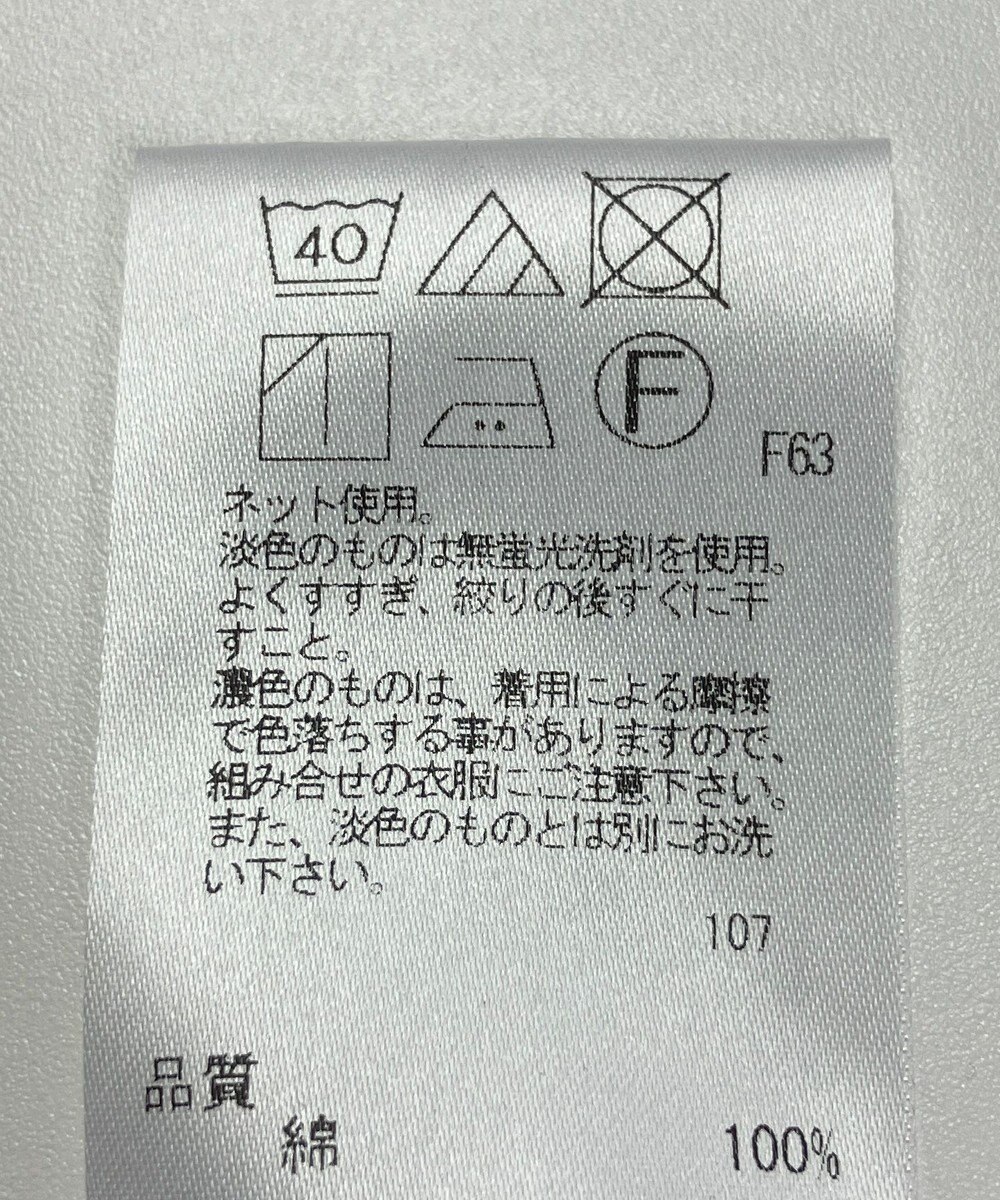 40
F
F63
ネット使用。
淡色のものは無蛍光洗剤を使用。
よくすすぎ、絞りの後すぐに干
すこと。
濃色のものは、着用による摩擦
で色落ちする事がありますので、
組み合せの衣服にご注意下さい。
また、淡色のものとは別にお洗
い下さい。
107
品質
綿 100%